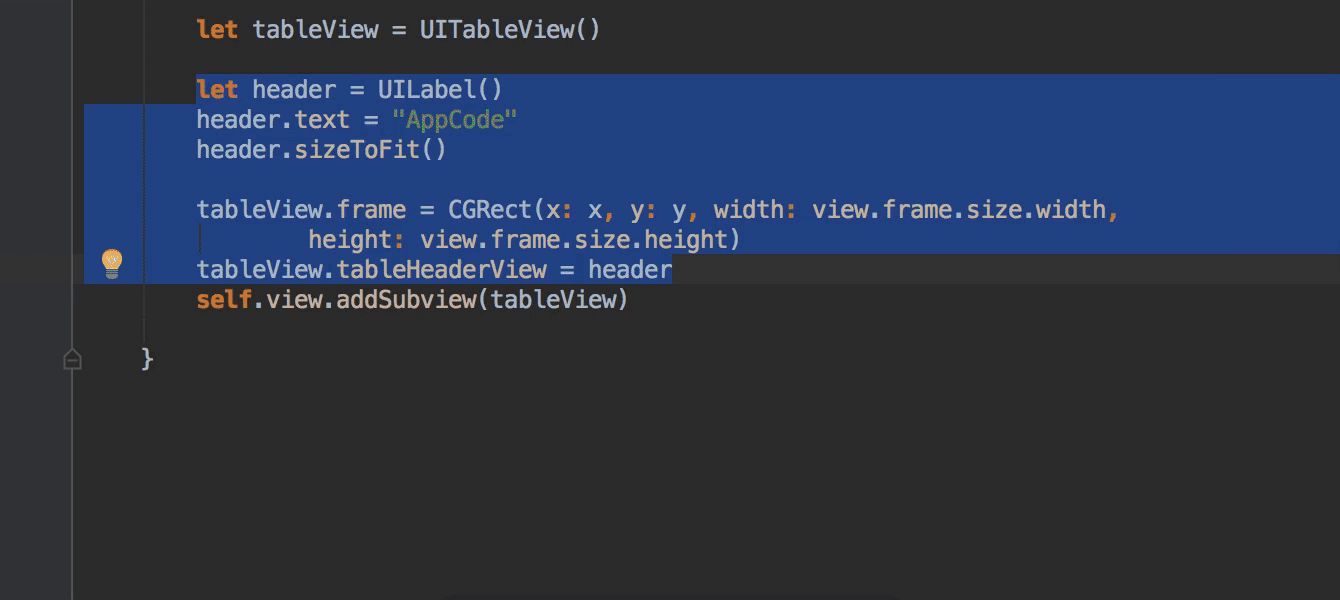 let tableView = UITableView()
let header = UILabel()
header.text = "AppCode"
header.sizeToFit()
tableView.frame = CGRect(x: x, y: y, width: view.frame.size.width,
height: view.frame.size.height)
tableView.tableHeaderView = header
self.view.addSubview(tableView)
}